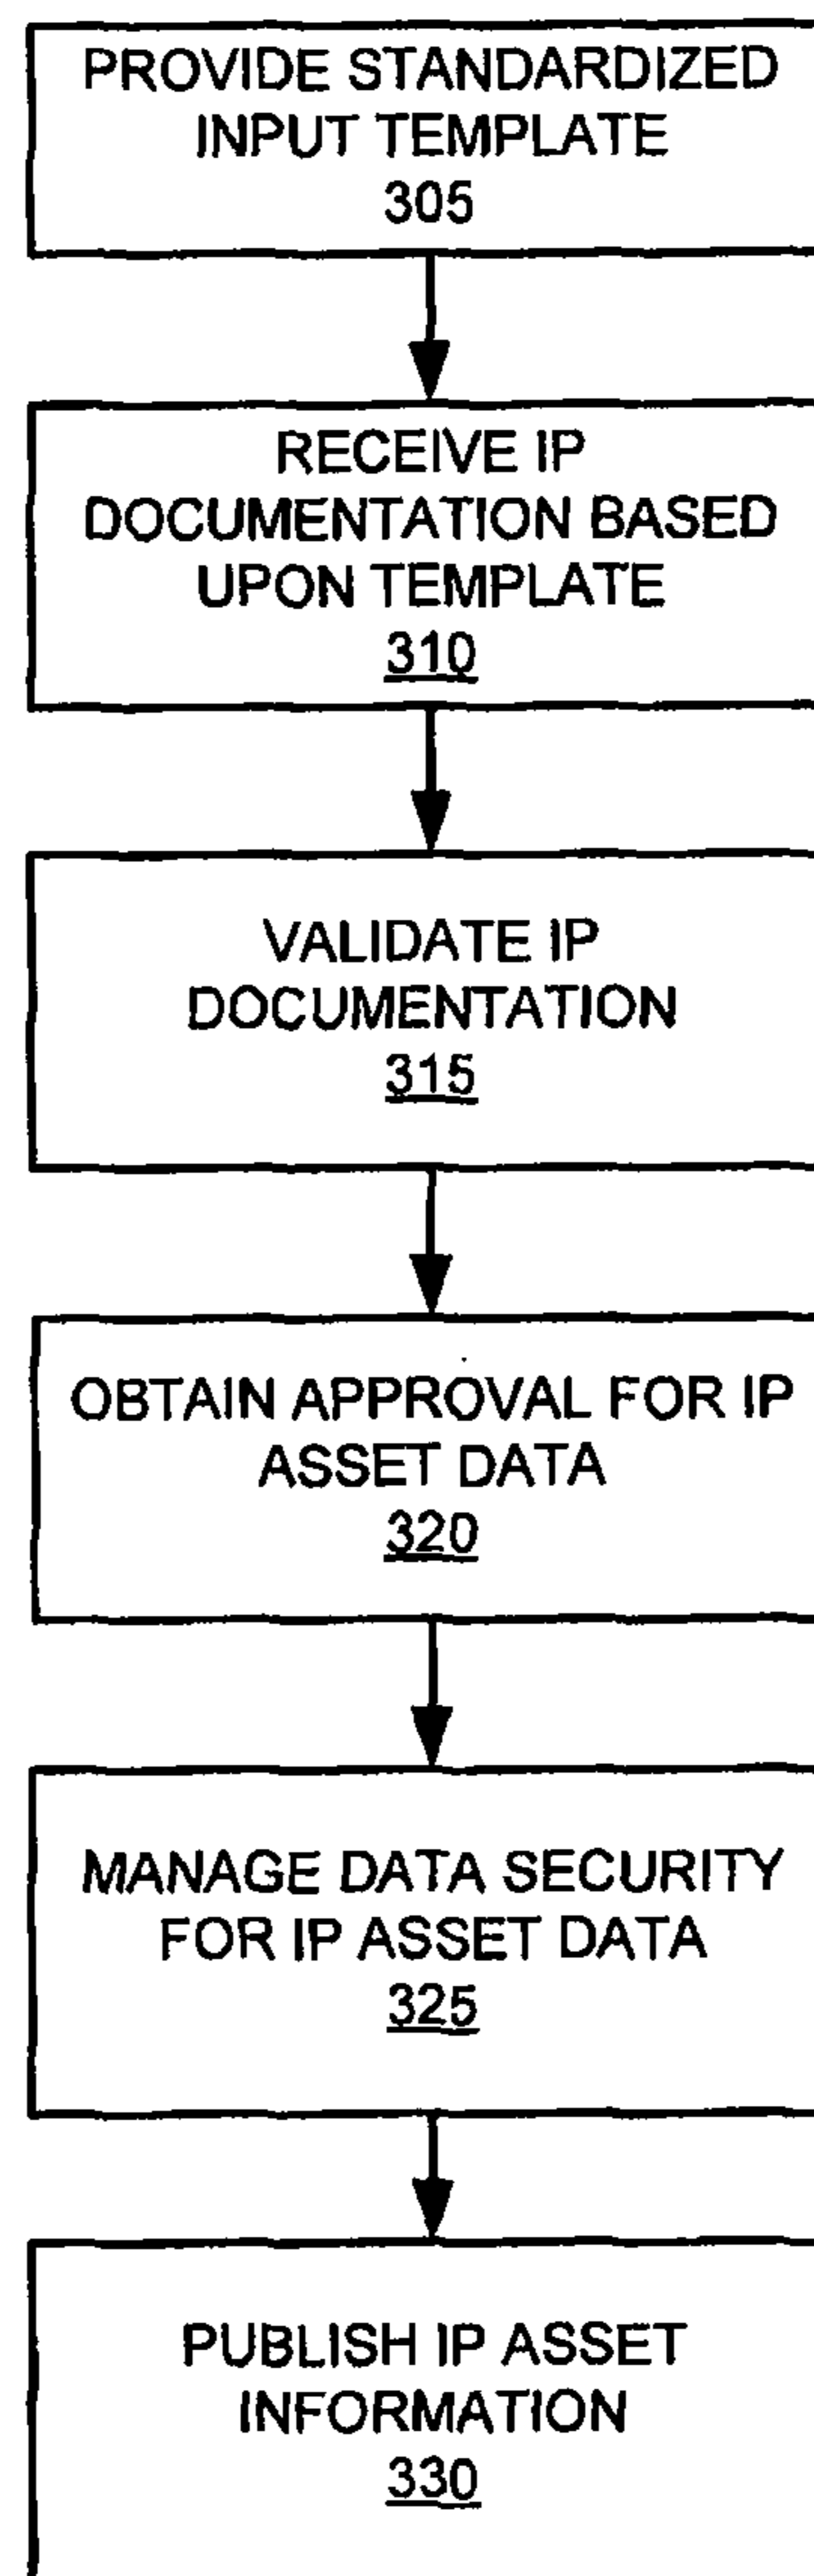 PROVIDE STANDARDIZED
INPUT TEMPLATE
305
RECEIVE IP
DOCUMENTATION BASED
UPON TEMPLATE
310
VALIDATE IP
DOCUMENTATION
315
OBTAIN APPROVAL FOR IP
ASSET DATA
320
MANAGE DATA SECURITY
FOR IP ASSET DATA
325
PUBLISH IP ASSET
INFORMATION
330